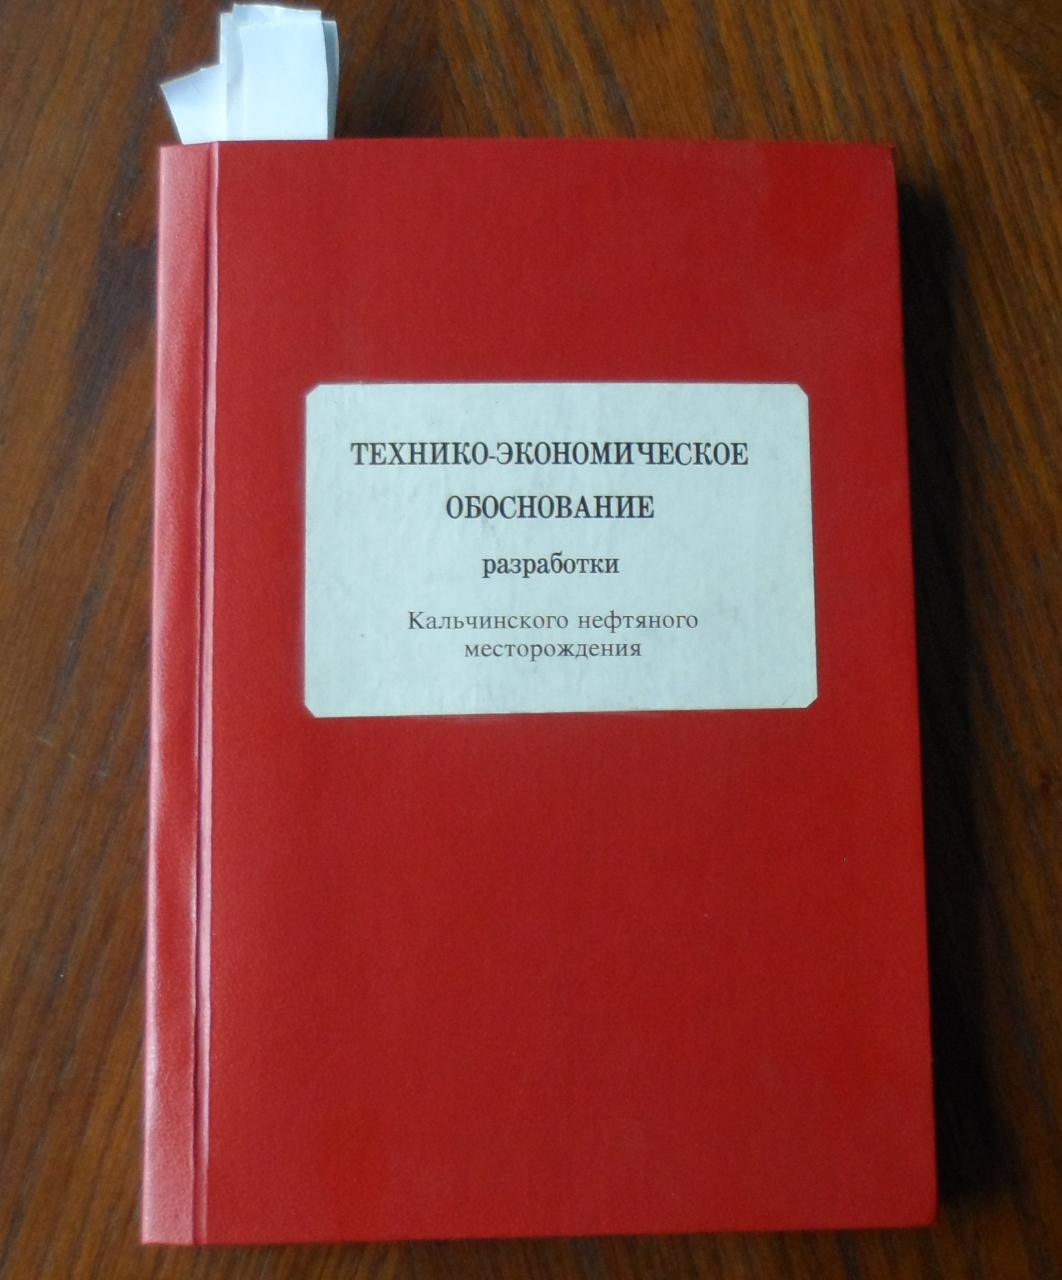 ТЕХНИКО-ЭКОНОМИЧЕСКОЕ
ОБОСНОВАНИЕ
разработки
Кальчинского нефтяного
месторождения